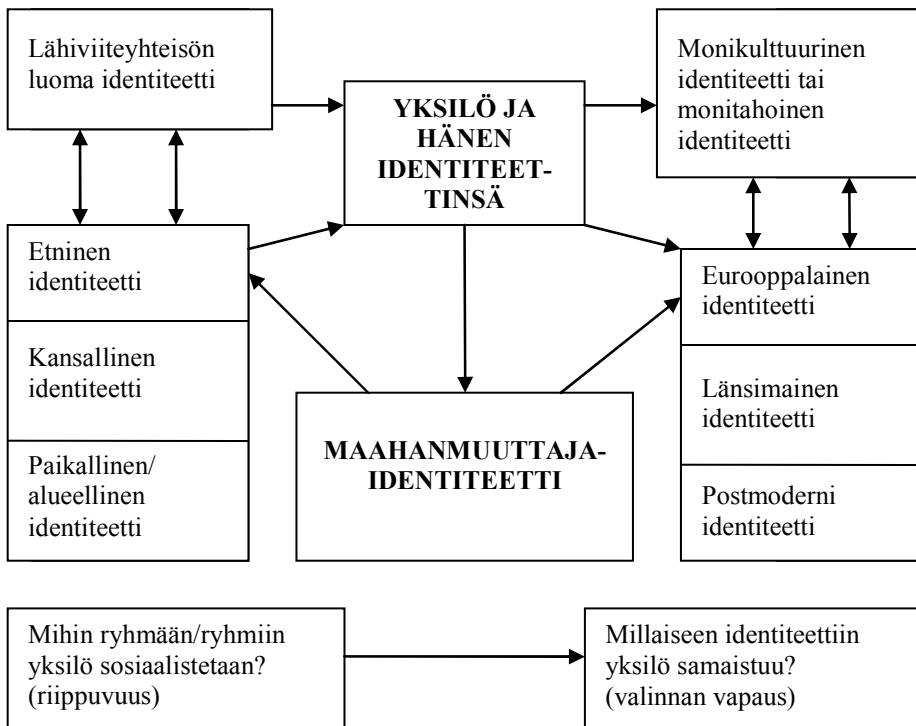 Lähiviiteyhteisön
luoma identiteetti
YKSILÖ JA
HÄNEN
IDENTITEET-
TINSÄ
Monikulttuurinen
identiteetti tai
monitahoinen
identiteetti
Etninen
identiteetti
Kansallinen
identiteetti
Paikallinen/
alueellinen
identiteetti
MAAHANMUUTTAJA-
IDENTITEETTI
Eurooppalainen
identiteetti
Länsimainen
identiteetti
Postmoderni
identiteetti
Mihin ryhmään/ryhmiin
yksilö sosiaalistetaan?
(riippuvuus)
Millaiseen identiteettiin
yksilö samaistuu?
(valinnan vapaus)